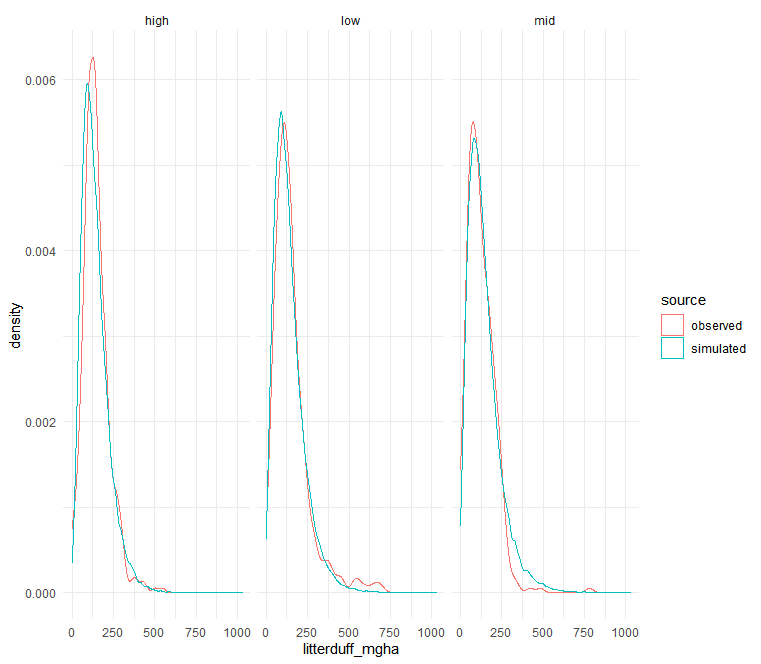 high low mid
0.006
0.004
0.002
0.000
density
0 250 500 750 1000 0 250 500 750 1000 0 250 500 750 1000
litterduff_mgha
source
observed
simulated